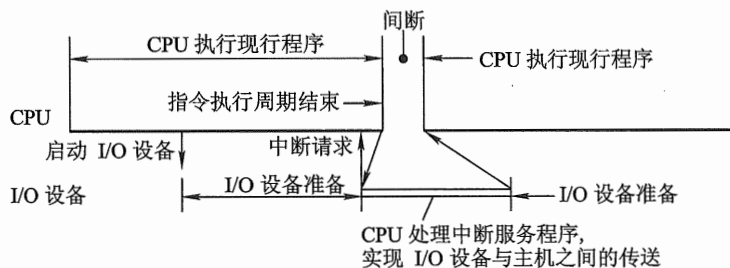 间断
CPU 执行现行程序
CPU 执行现行程序
指令执行周期结束
CPU
启动 I/O 设备
中断请求
I/O 设备
I/O 设备准备
I/O 设备准备
CPU 处理中断服务程序,
实现 I/O 设备与主机之间的传送